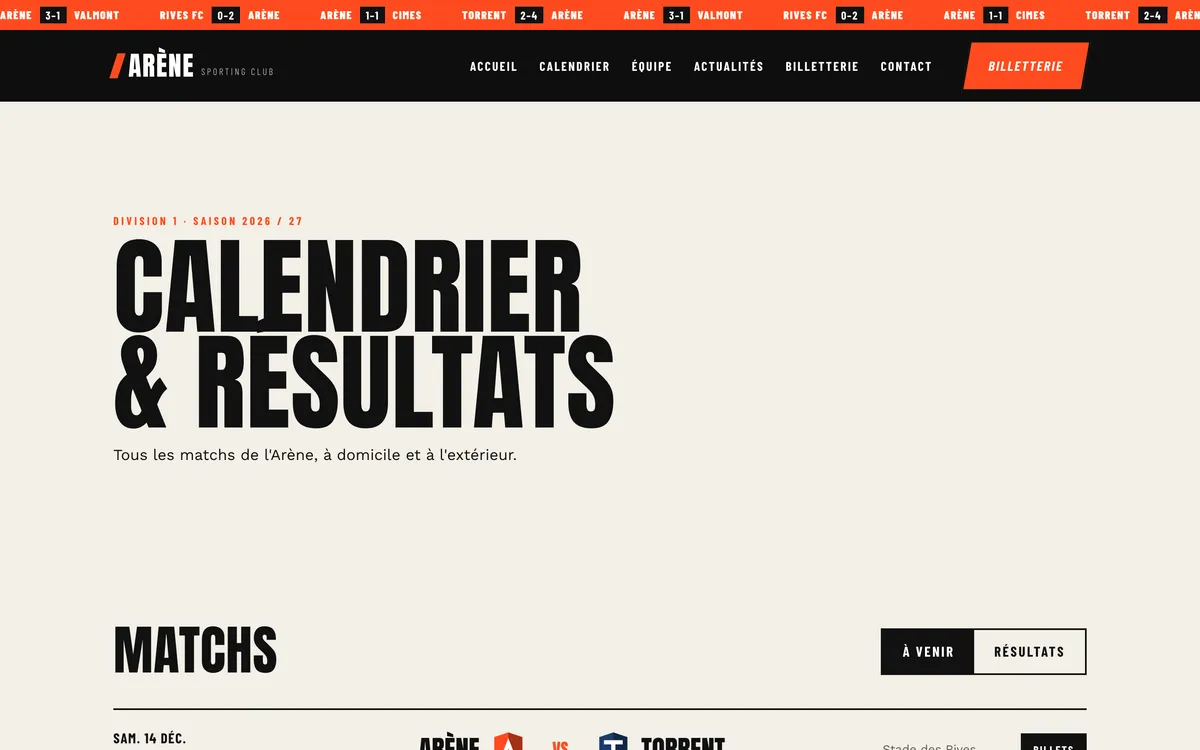 ARÈNE 3-1 VALMONT RIVES FC 0-2 ARÈNE ARÈNE 1-1 CIMES TORRENT 2-4 ARÈNE ARÈNE 3-1 VALMONT RIVES FC 0-2 ARÈNE ARÈNE 1-1 CIMES TORRENT 2-4
ARÈNE SPORTING CLUB ACCUEIL CALENDRIER ÉQUIPE ACTUALITÉS BILLETTERIE CONTACT BILLETTERIE
DIVISION 1 · SAISON 2026 / 27
CALENDRIER
& RÉSULTATS
Tous les matchs de l'Arène, à domicile et à l'extérieur.
MATCHS À VENIR RÉSULTATS
SAM. 14 DÉC.
ARÈNE VS T TORRENT Stade des Rives BILLETS